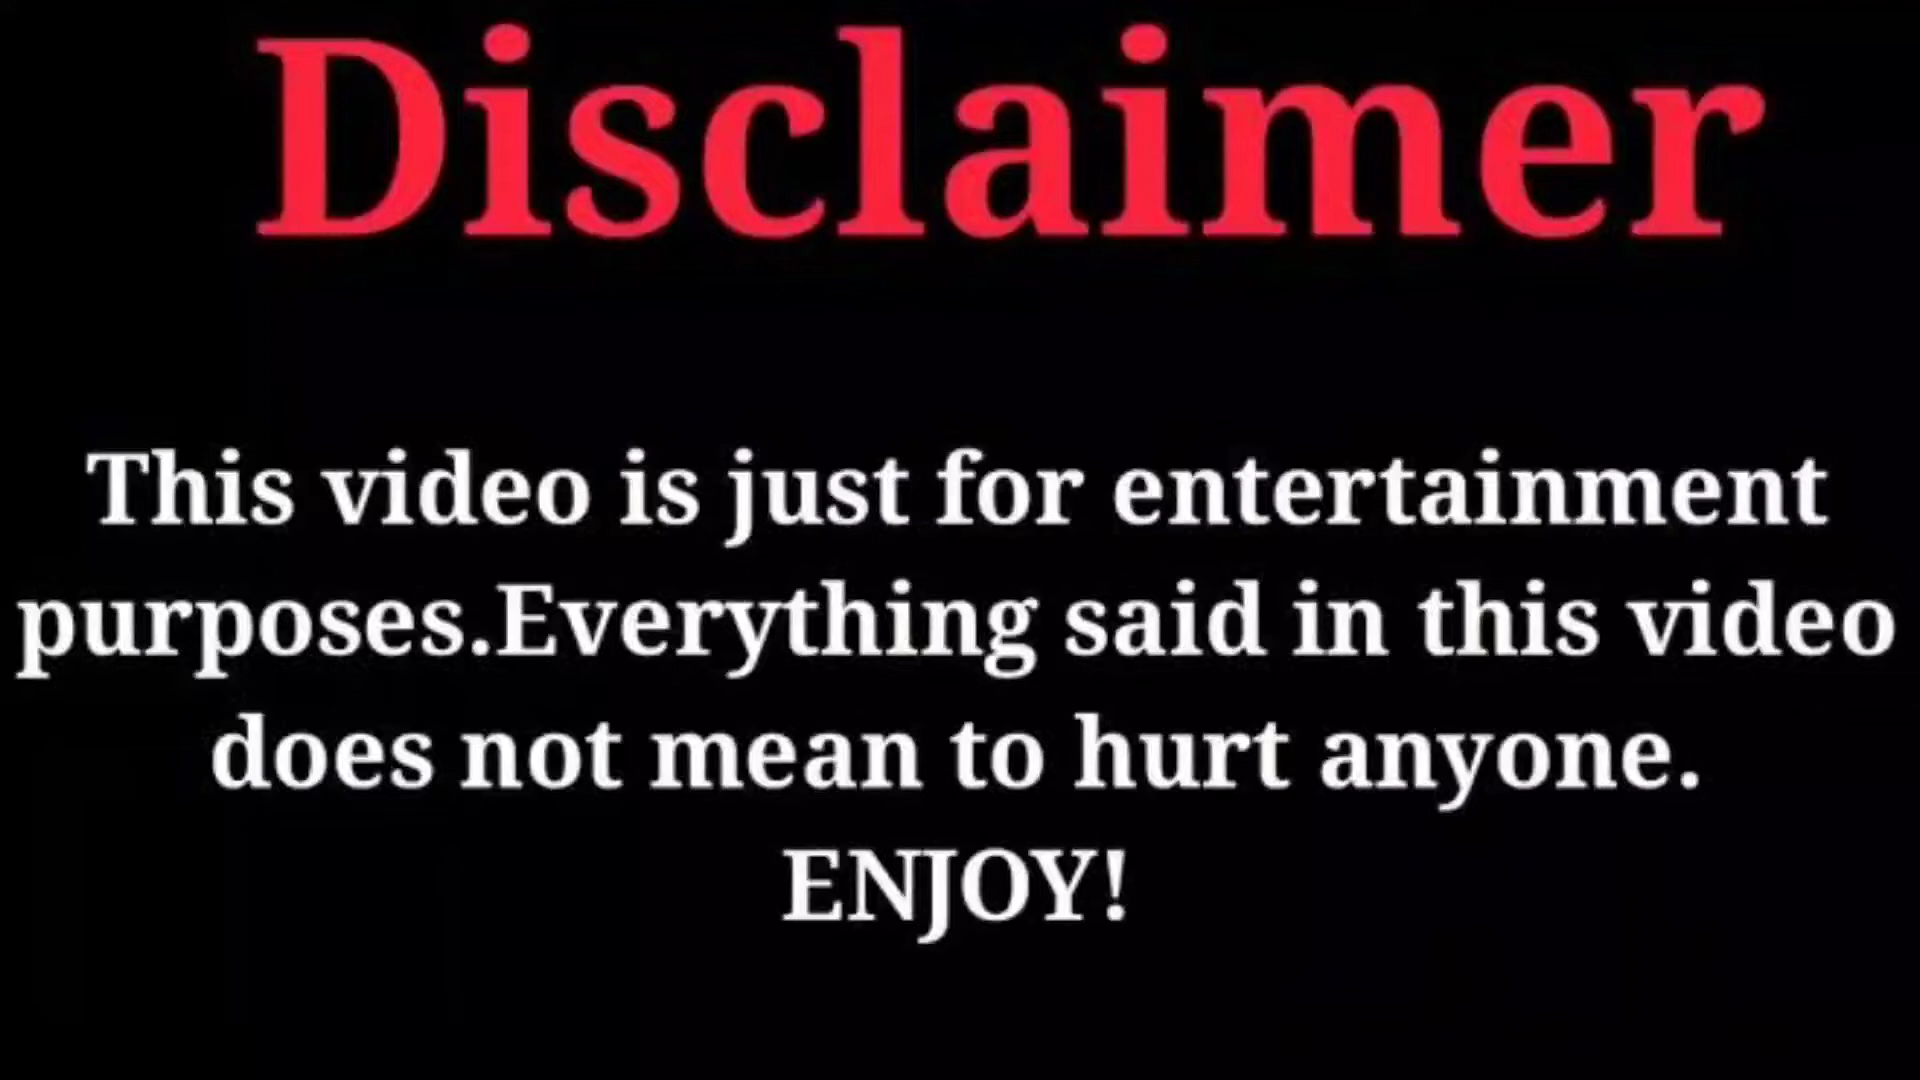 Disclaimer
This video is just for entertainment
purposes.Everything said in this video
does not mean to hurt anyone.
ENJOY!